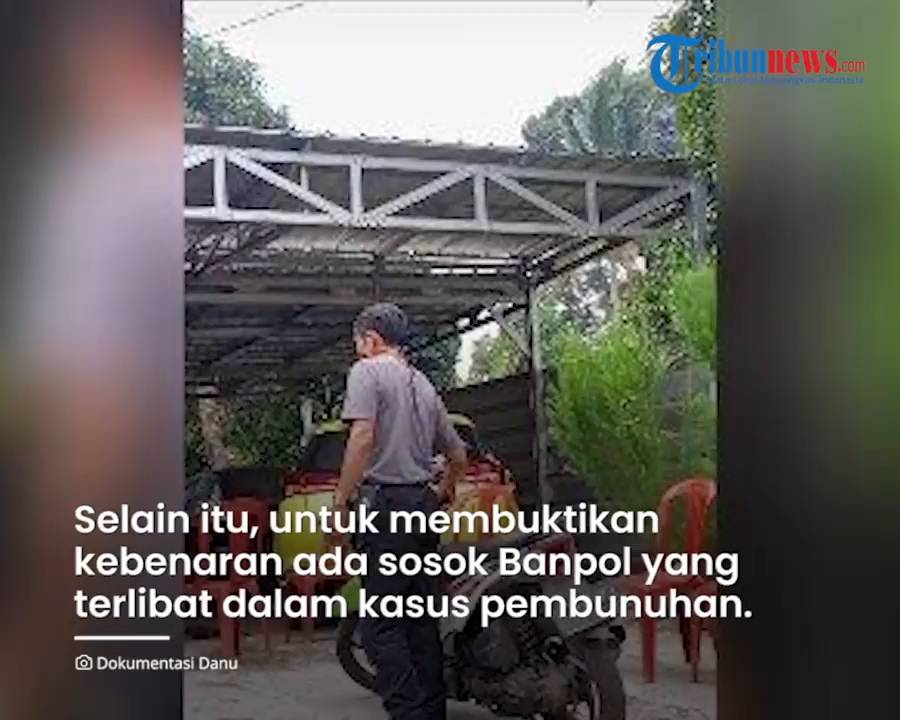 Tribunnews.com
Selain itu, untuk membuktikan
kebenaran ada sosok Banpol yang
terlibat dalam kasus pembunuhan.
Dokumentasi Danu